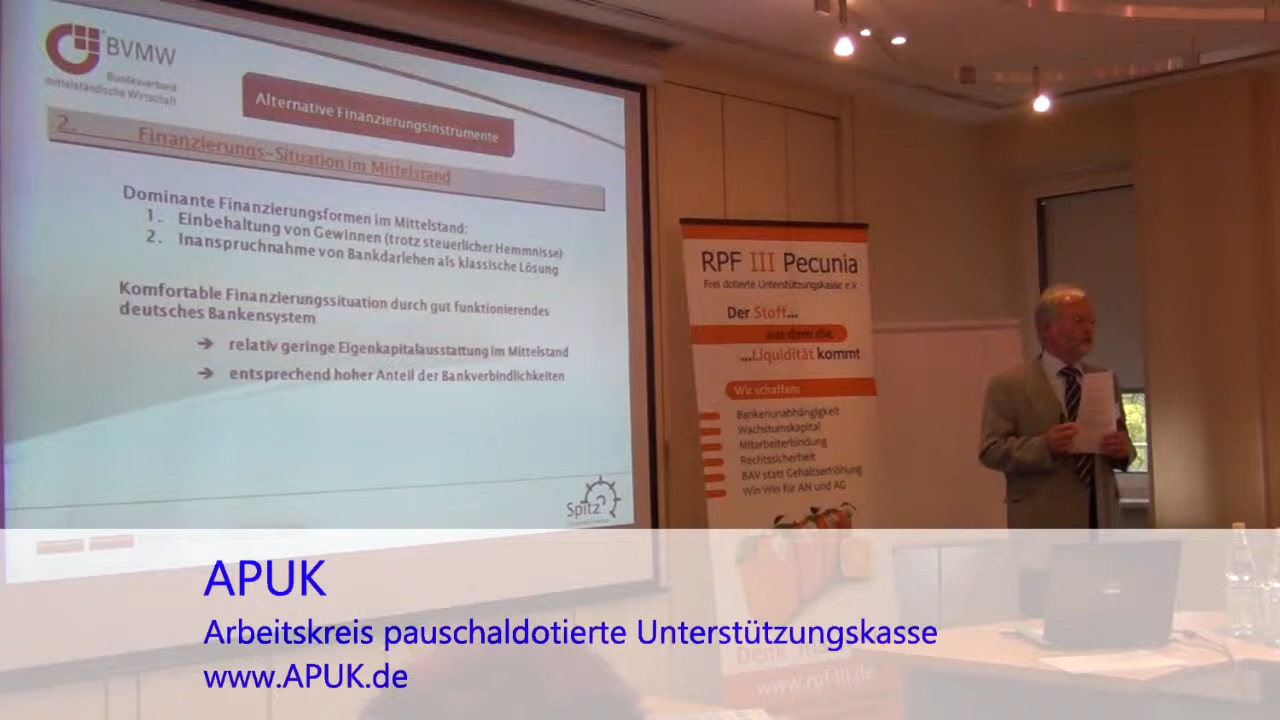 BVMW
Bundesverband
mittelständische Wirtschaft
Alternative Finanzierungsinstrumente
2. Finanzierungs-Situation im Mittelstand
Dominante Finanzierungsformen im Mittelstand:
1. Einbehaltung von Gewinnen (trotz steuerlicher Hemmnisse)
2. Inanspruchnahme von Bankdarlehen als klassische Lösung
Komfortable Finanzierungssituation durch gut funktionierendes
deutsches Bankensystem
➔ relativ geringe Eigenkapitalausstattung im Mittelstand
➔ entsprechend hoher Anteil der Bankverbindlichkeiten
Spitz
RPF III Pecunia
Frei dotierte Unterstützungskasse e.V.
Der Stoff...
aus dem die
...Liquidität kommt
Wir schaffens
Bankenunabhängigkeit
Wachstumskapital
Mitarbeiterbindung
Rechtssicherheit
BAV statt Gehaltserhöhung
Win Win für AN und AG
Denk
www.rpf-iii.de
APUK
Arbeitskreis pauschaldotierte Unterstützungskasse
www.APUK.de